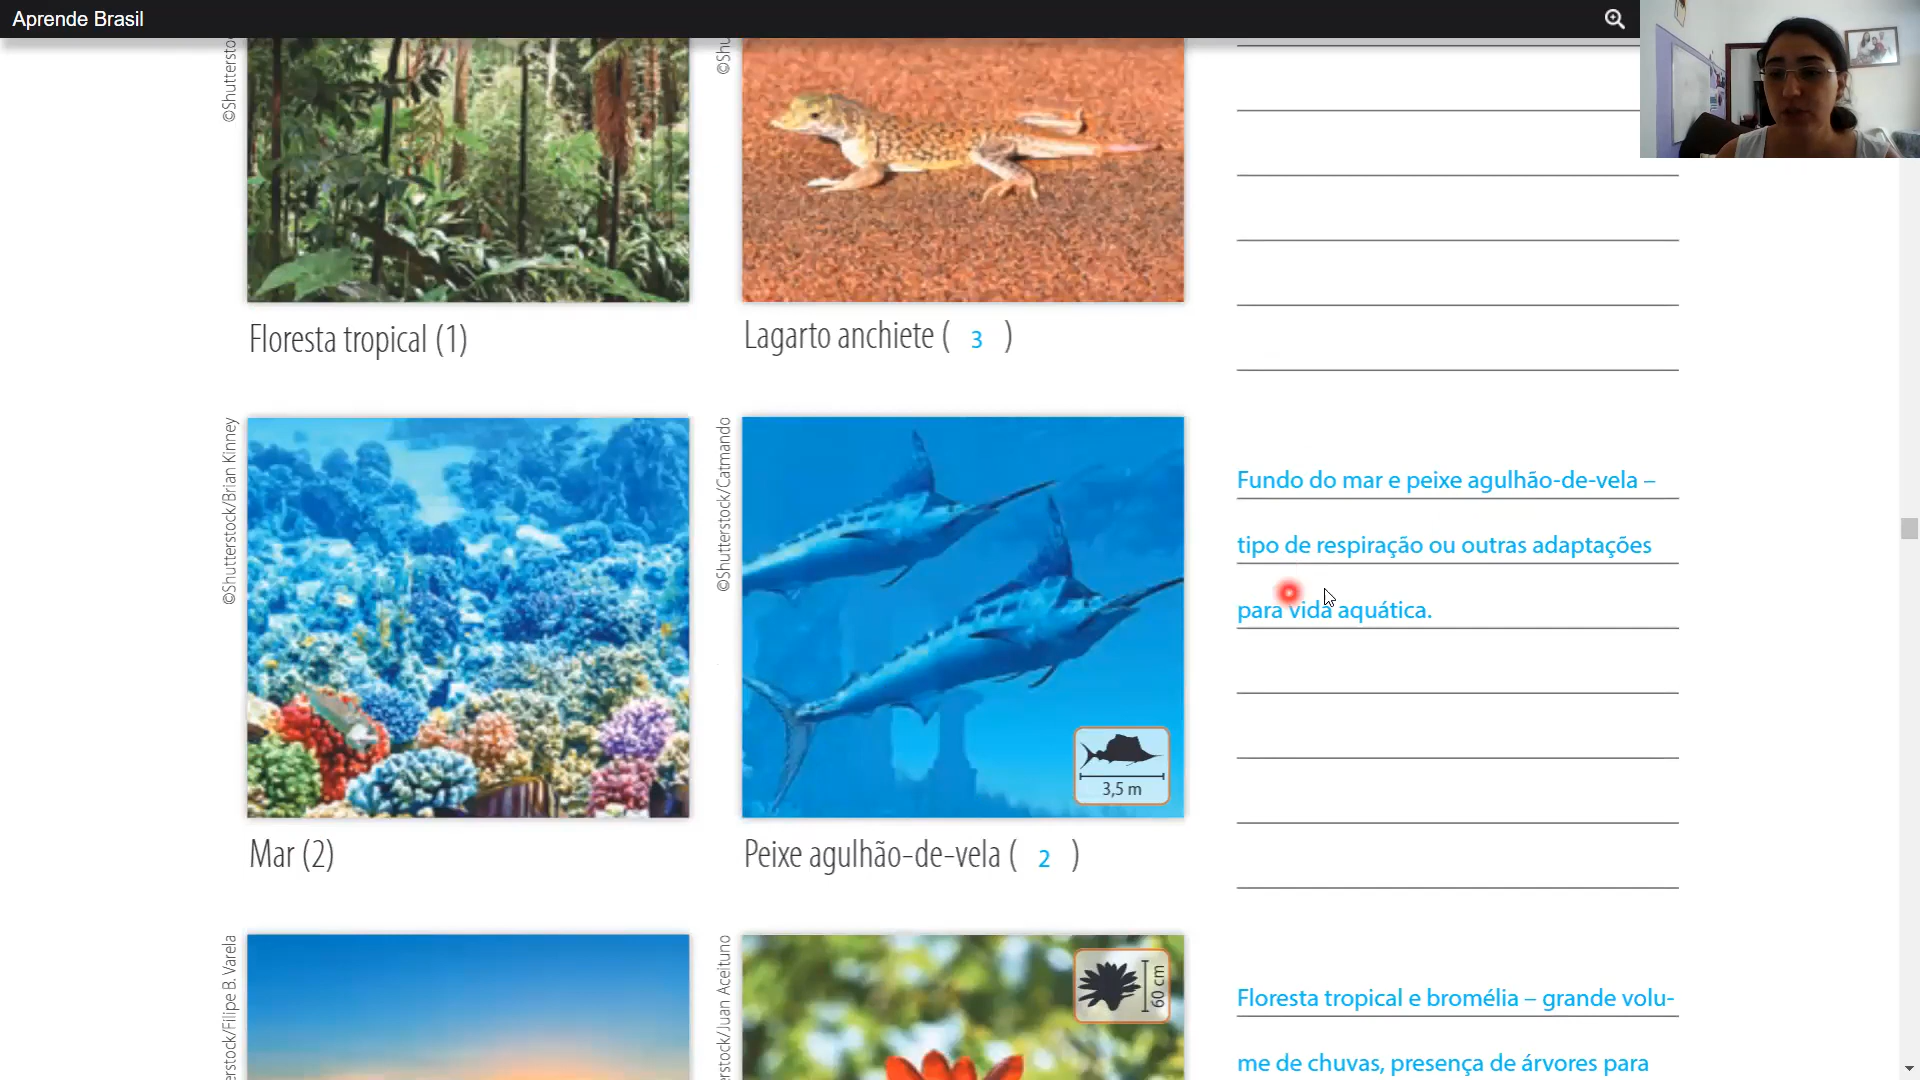 Aprende Brasil
©Shutterstoc
©Shu
Floresta tropical (1)
Lagarto anchiete ( 3 )
©Shutterstock/Brian Kinney
©Shutterstock/Catmando
Fundo do mar e peixe agulhão-de-vela –
tipo de respiração ou outras adaptações
para vida aquática.
3,5 m
Mar (2)
Peixe agulhão-de-vela ( 2 )
erstock/Filipe B. Varela
erstock/Juan Aceituno
60 cm
Floresta tropical e bromélia – grande volu-
me de chuvas, presença de árvores para